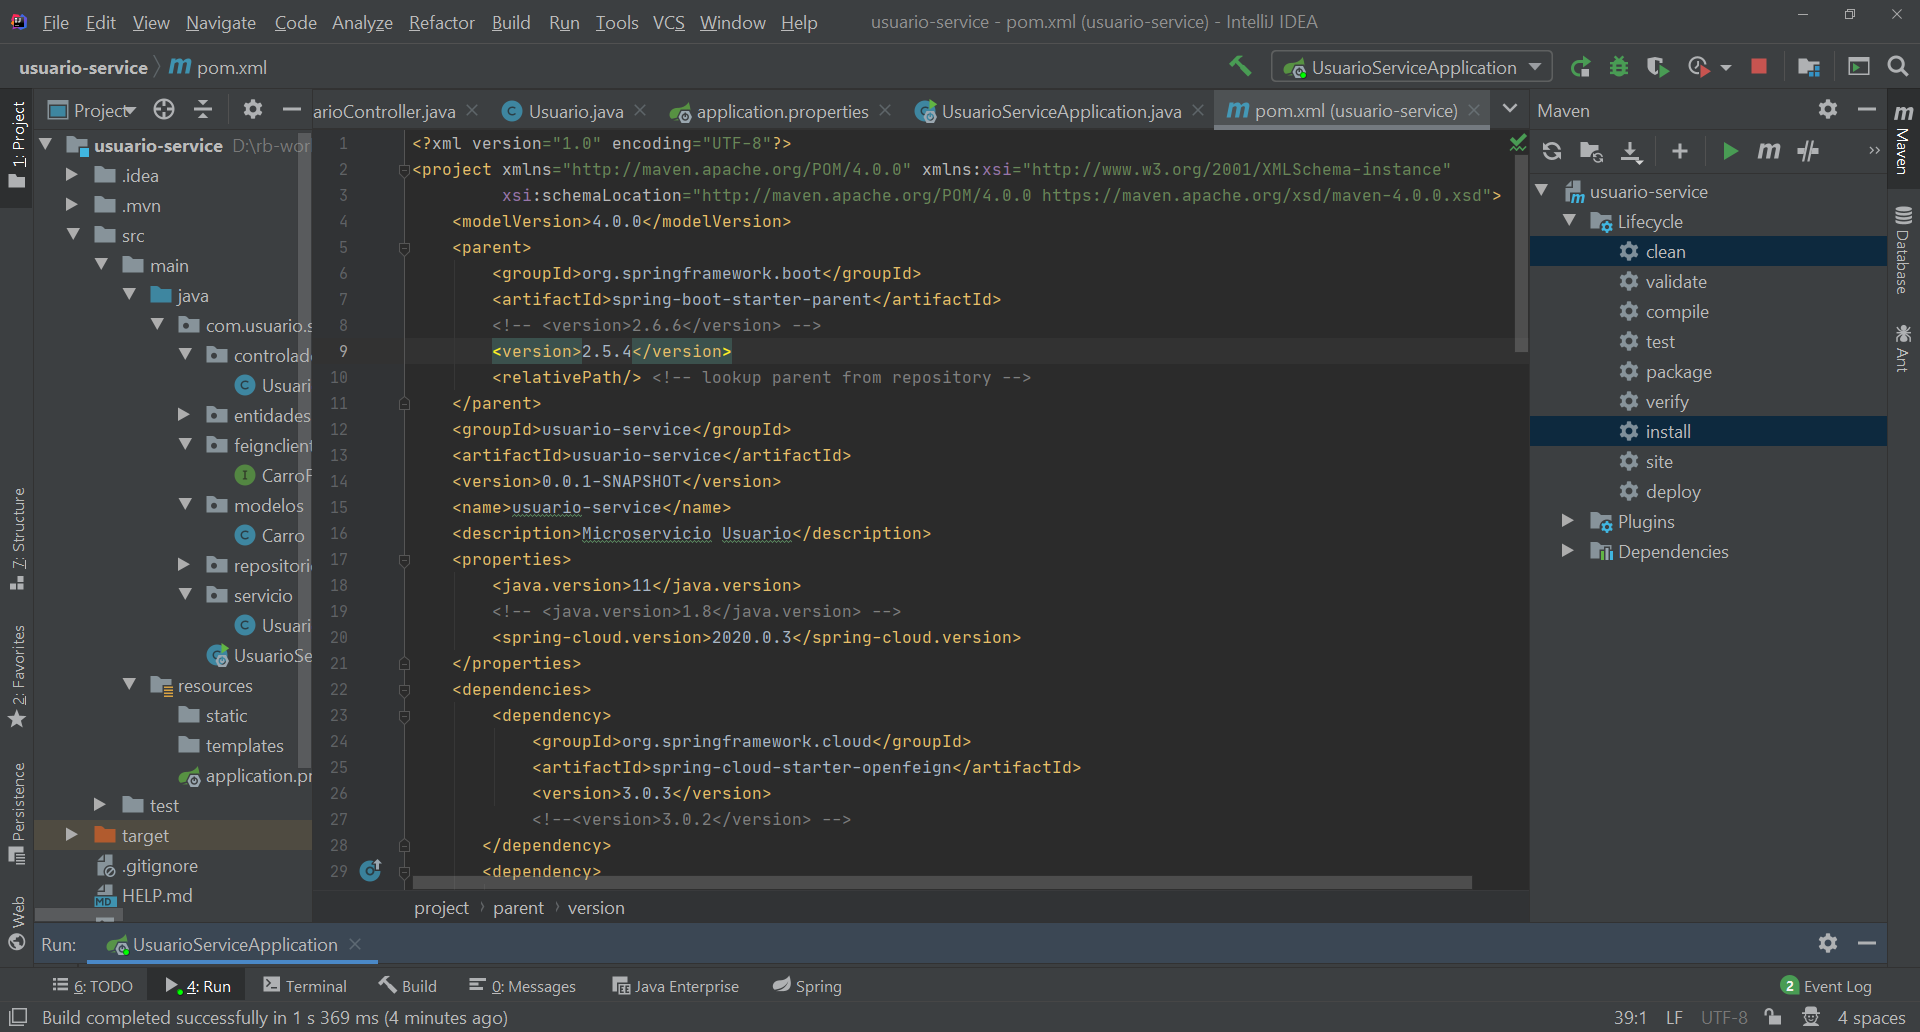 File Edit View Navigate Code Analyze Refactor Build Run Tools VCS Window Help usuario-service - pom.xml (usuario-service) - IntelliJ IDEA
usuario-service m pom.xml UsuarioServiceApplication
1: Project
7: Structure
2: Favorites
Persistence
Web
Project
usuario-service D:\rb-wor
.idea
.mvn
src
main
java
com.usuario.s
controlad
Usuari
entidades
feignclient
CarroF
modelos
Carro
repositori
servicio
Usuari
UsuarioSe
resources
static
templates
application.pr
test
target
.gitignore
HELP.md
arioController.java Usuario.java application.properties UsuarioServiceApplication.java m pom.xml (usuario-service)
1 <?xml version="1.0" encoding="UTF-8"?>
2 <project xmlns="http://maven.apache.org/POM/4.0.0" xmlns:xsi="http://www.w3.org/2001/XMLSchema-instance"
3 xsi:schemaLocation="http://maven.apache.org/POM/4.0.0 https://maven.apache.org/xsd/maven-4.0.0.xsd">
4 <modelVersion>4.0.0</modelVersion>
5 <parent>
6 <groupId>org.springframework.boot</groupId>
7 <artifactId>spring-boot-starter-parent</artifactId>
8 <!-- <version>2.6.6</version> -->
9 <version>2.5.4</version>
10 <relativePath/> <!-- lookup parent from repository -->
11 </parent>
12 <groupId>usuario-service</groupId>
13 <artifactId>usuario-service</artifactId>
14 <version>0.0.1-SNAPSHOT</version>
15 <name>usuario-service</name>
16 <description>Microservicio Usuario</description>
17 <properties>
18 <java.version>11</java.version>
19 <!-- <java.version>1.8</java.version> -->
20 <spring-cloud.version>2020.0.3</spring-cloud.version>
21 </properties>
22 <dependencies>
23 <dependency>
24 <groupId>org.springframework.cloud</groupId>
25 <artifactId>spring-cloud-starter-openfeign</artifactId>
26 <version>3.0.3</version>
27 <!--<version>3.0.2</version> -->
28 </dependency>
29 <dependency>
project parent version
Maven
usuario-service
Lifecycle
clean
validate
compile
test
package
verify
install
site
deploy
Plugins
Dependencies
m Maven
Database
Ant
Run: UsuarioServiceApplication
6: TODO 4: Run Terminal Build 0: Messages Java Enterprise Spring 2 Event Log
Build completed successfully in 1 s 369 ms (4 minutes ago) 39:1 LF UTF-8 4 spaces